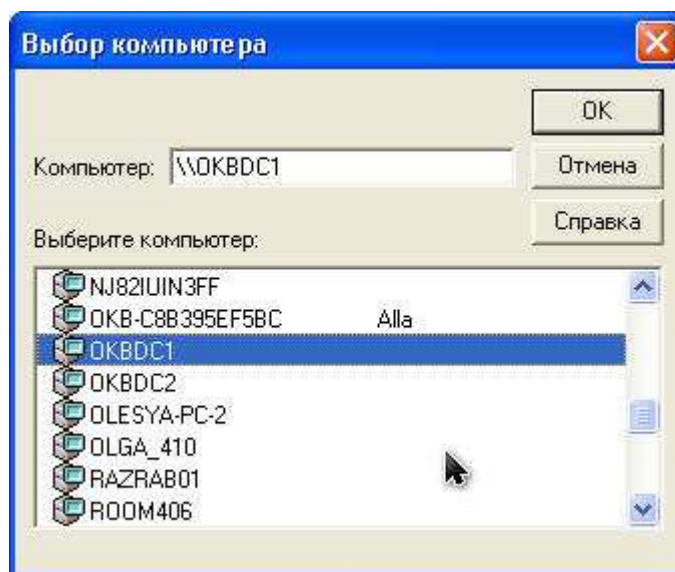 Выбор компьютера
OK
Компьютер: \\OKBDC1
Отмена
Справка
Выберите компьютер:
NJ82IUIN3FF
OKB-C8B395EF5BC Alla
OKBDC1
OKBDC2
OLESYA-PC-2
OLGA_410
RAZRAB01
ROOM406